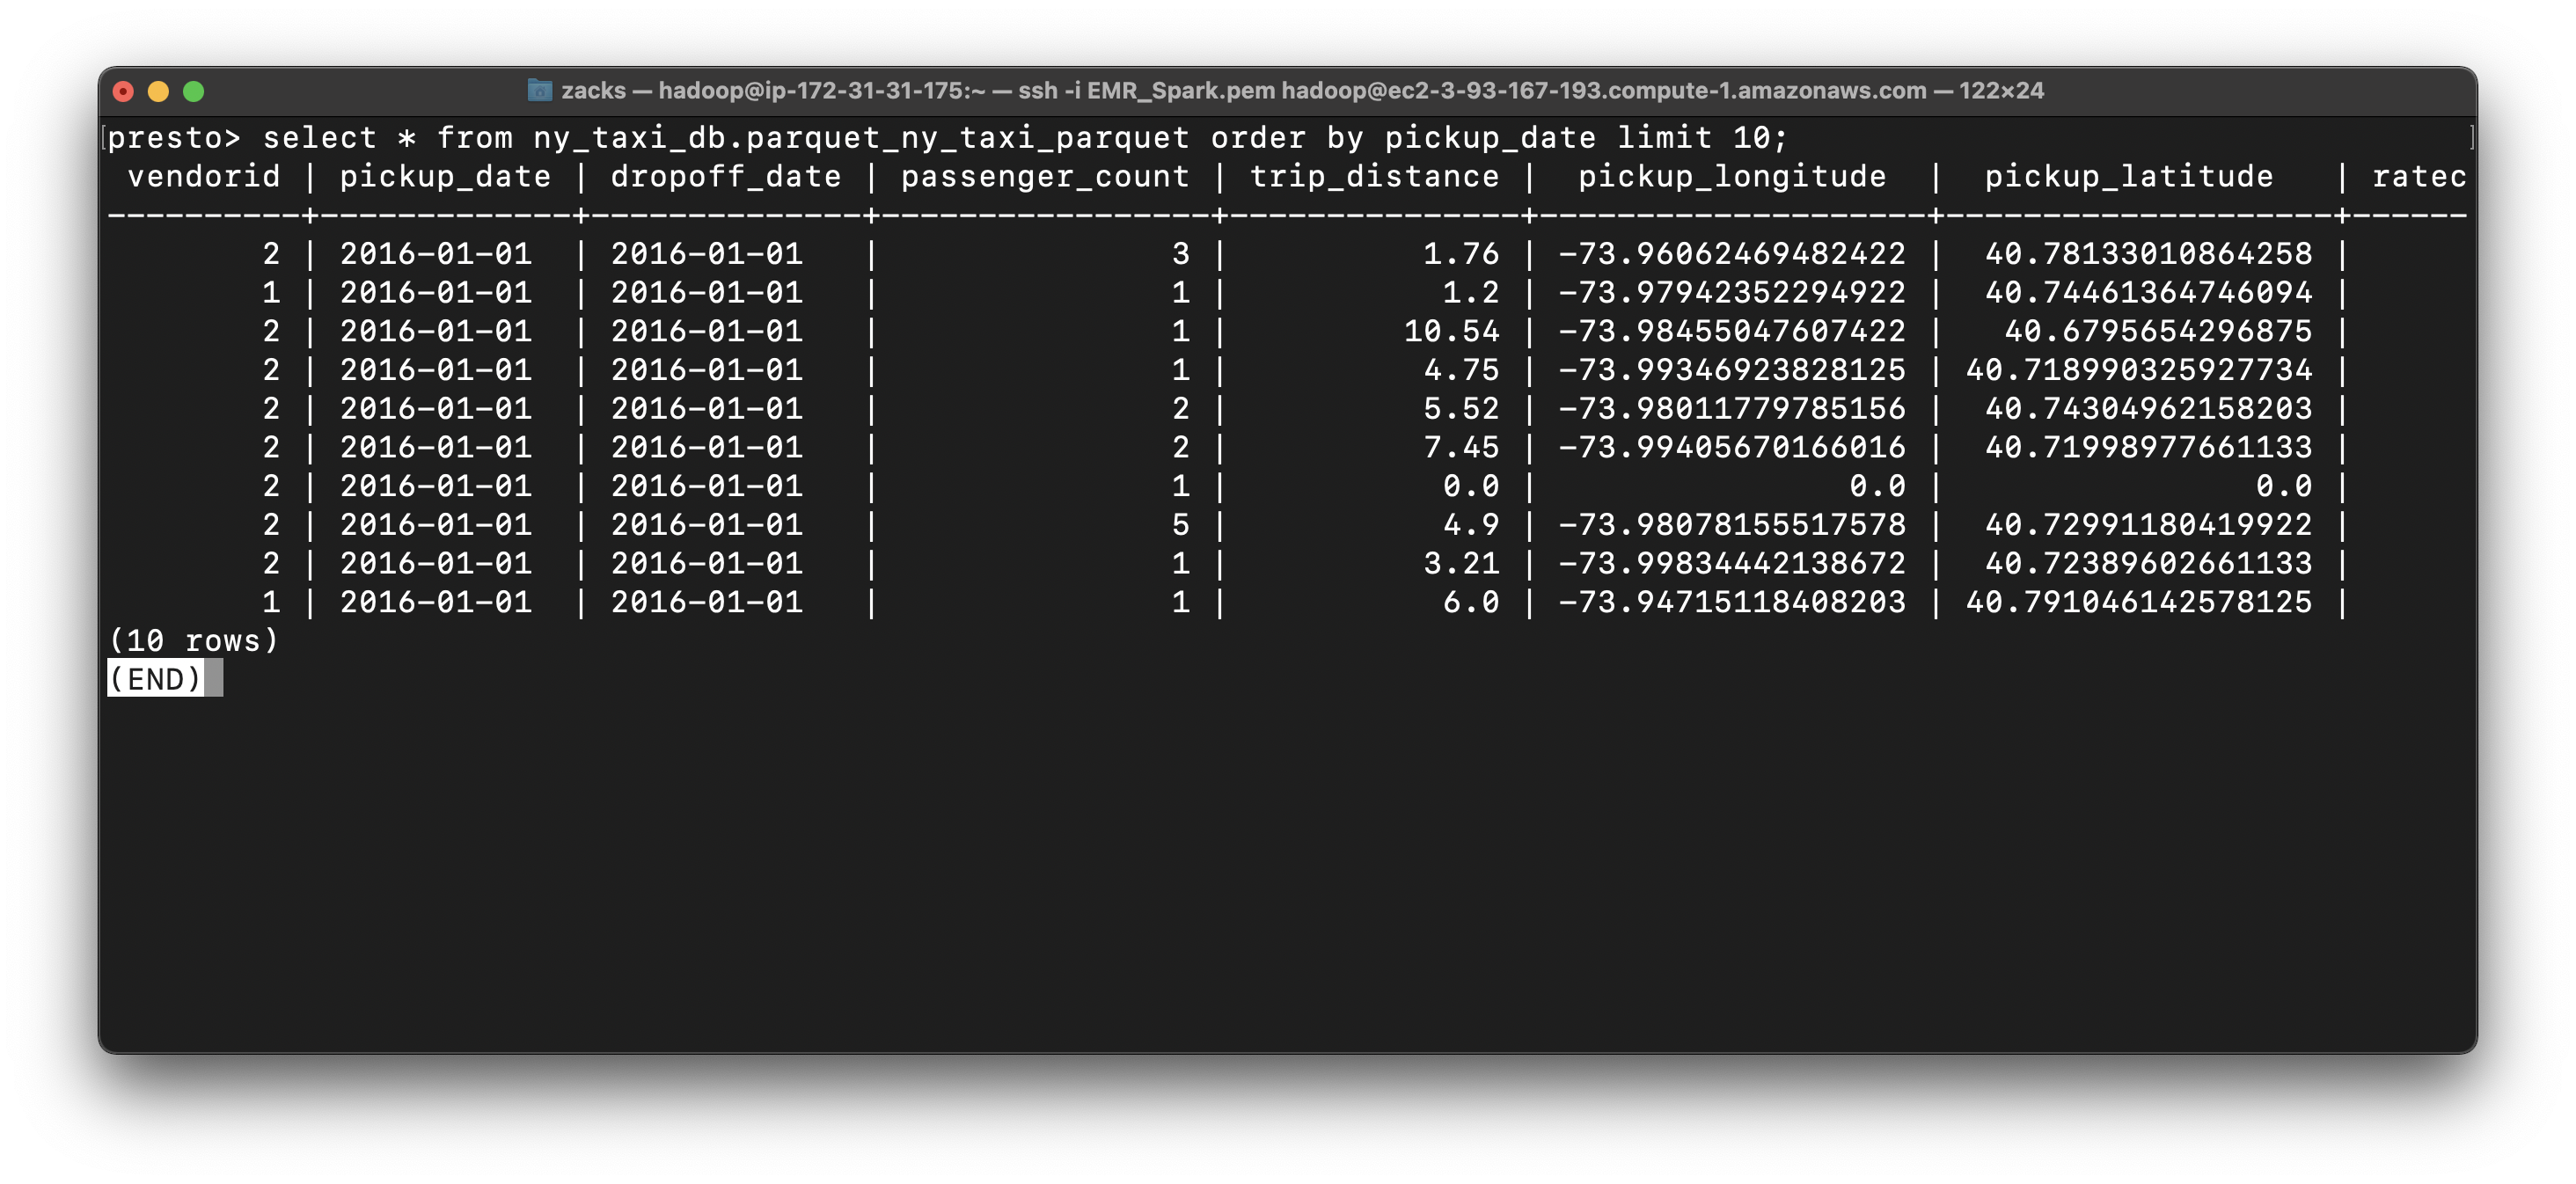 zacks — hadoop@ip-172-31-31-175:~ — ssh -i EMR_Spark.pem hadoop@ec2-3-93-167-193.compute-1.amazonaws.com — 122×24
[presto> select * from ny_taxi_db.parquet_ny_taxi_parquet order by pickup_date limit 10; ]
 vendorid | pickup_date | dropoff_date | passenger_count | trip_distance |  pickup_longitude  |  pickup_latitude   | ratec
----------+-------------+--------------+-----------------+---------------+--------------------+--------------------+------
        2 | 2016-01-01  | 2016-01-01   |               3 |          1.76 | -73.96062469482422 |  40.78133010864258 |
        1 | 2016-01-01  | 2016-01-01   |               1 |           1.2 | -73.97942352294922 |  40.74461364746094 |
        2 | 2016-01-01  | 2016-01-01   |               1 |         10.54 | -73.98455047607422 |   40.6795654296875 |
        2 | 2016-01-01  | 2016-01-01   |               1 |          4.75 | -73.99346923828125 | 40.718990325927734 |
        2 | 2016-01-01  | 2016-01-01   |               2 |          5.52 | -73.98011779785156 |  40.74304962158203 |
        2 | 2016-01-01  | 2016-01-01   |               2 |          7.45 | -73.99405670166016 |  40.71998977661133 |
        2 | 2016-01-01  | 2016-01-01   |               1 |           0.0 |                0.0 |                0.0 |
        2 | 2016-01-01  | 2016-01-01   |               5 |           4.9 | -73.98078155517578 |  40.72991180419922 |
        2 | 2016-01-01  | 2016-01-01   |               1 |          3.21 | -73.99834442138672 |  40.72389602661133 |
        1 | 2016-01-01  | 2016-01-01   |               1 |           6.0 | -73.94715118408203 | 40.791046142578125 |
(10 rows)
(END)